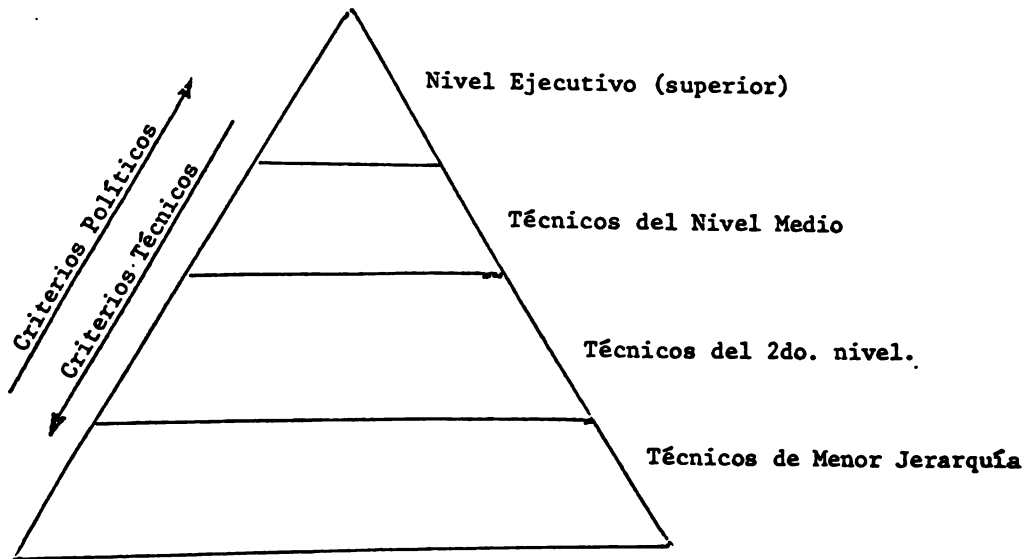 Nivel Ejecutivo (superior)
Criterios Políticos
Criterios Técnicos
Técnicos del Nivel Medio
Técnicos del 2do. nivel.
Técnicos de Menor Jerarquía